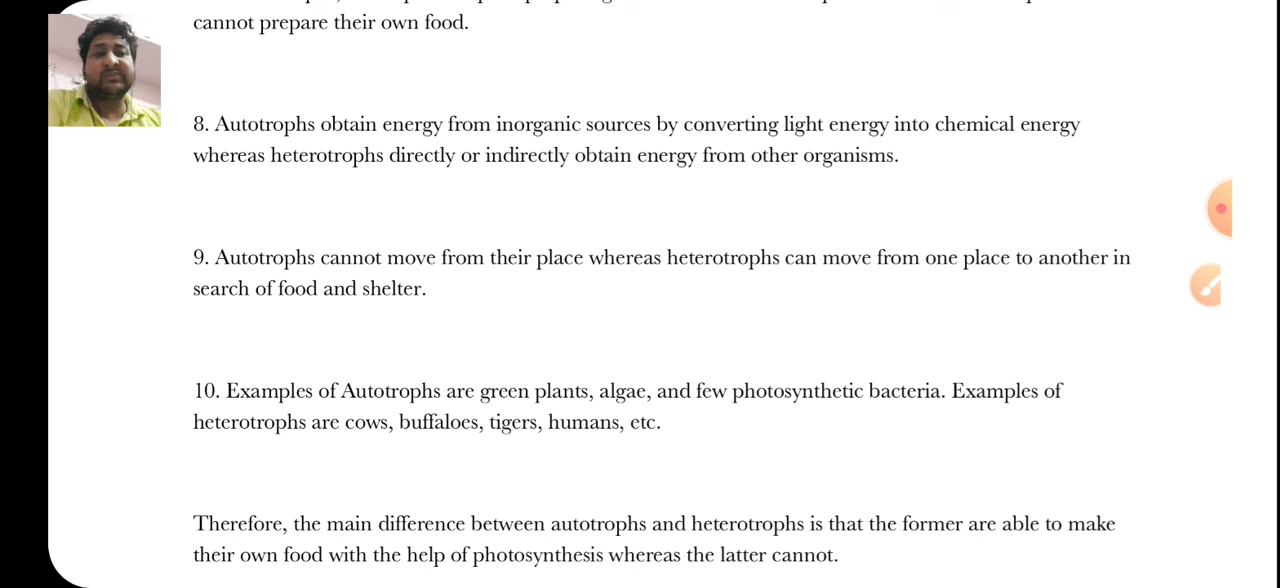 cannot prepare their own food.
8. Autotrophs obtain energy from inorganic sources by converting light energy into chemical energy
whereas heterotrophs directly or indirectly obtain energy from other organisms.
9. Autotrophs cannot move from their place whereas heterotrophs can move from one place to another in
search of food and shelter.
10. Examples of Autotrophs are green plants, algae, and few photosynthetic bacteria. Examples of
heterotrophs are cows, buffaloes, tigers, humans, etc.
Therefore, the main difference between autotrophs and heterotrophs is that the former are able to make
their own food with the help of photosynthesis whereas the latter cannot.